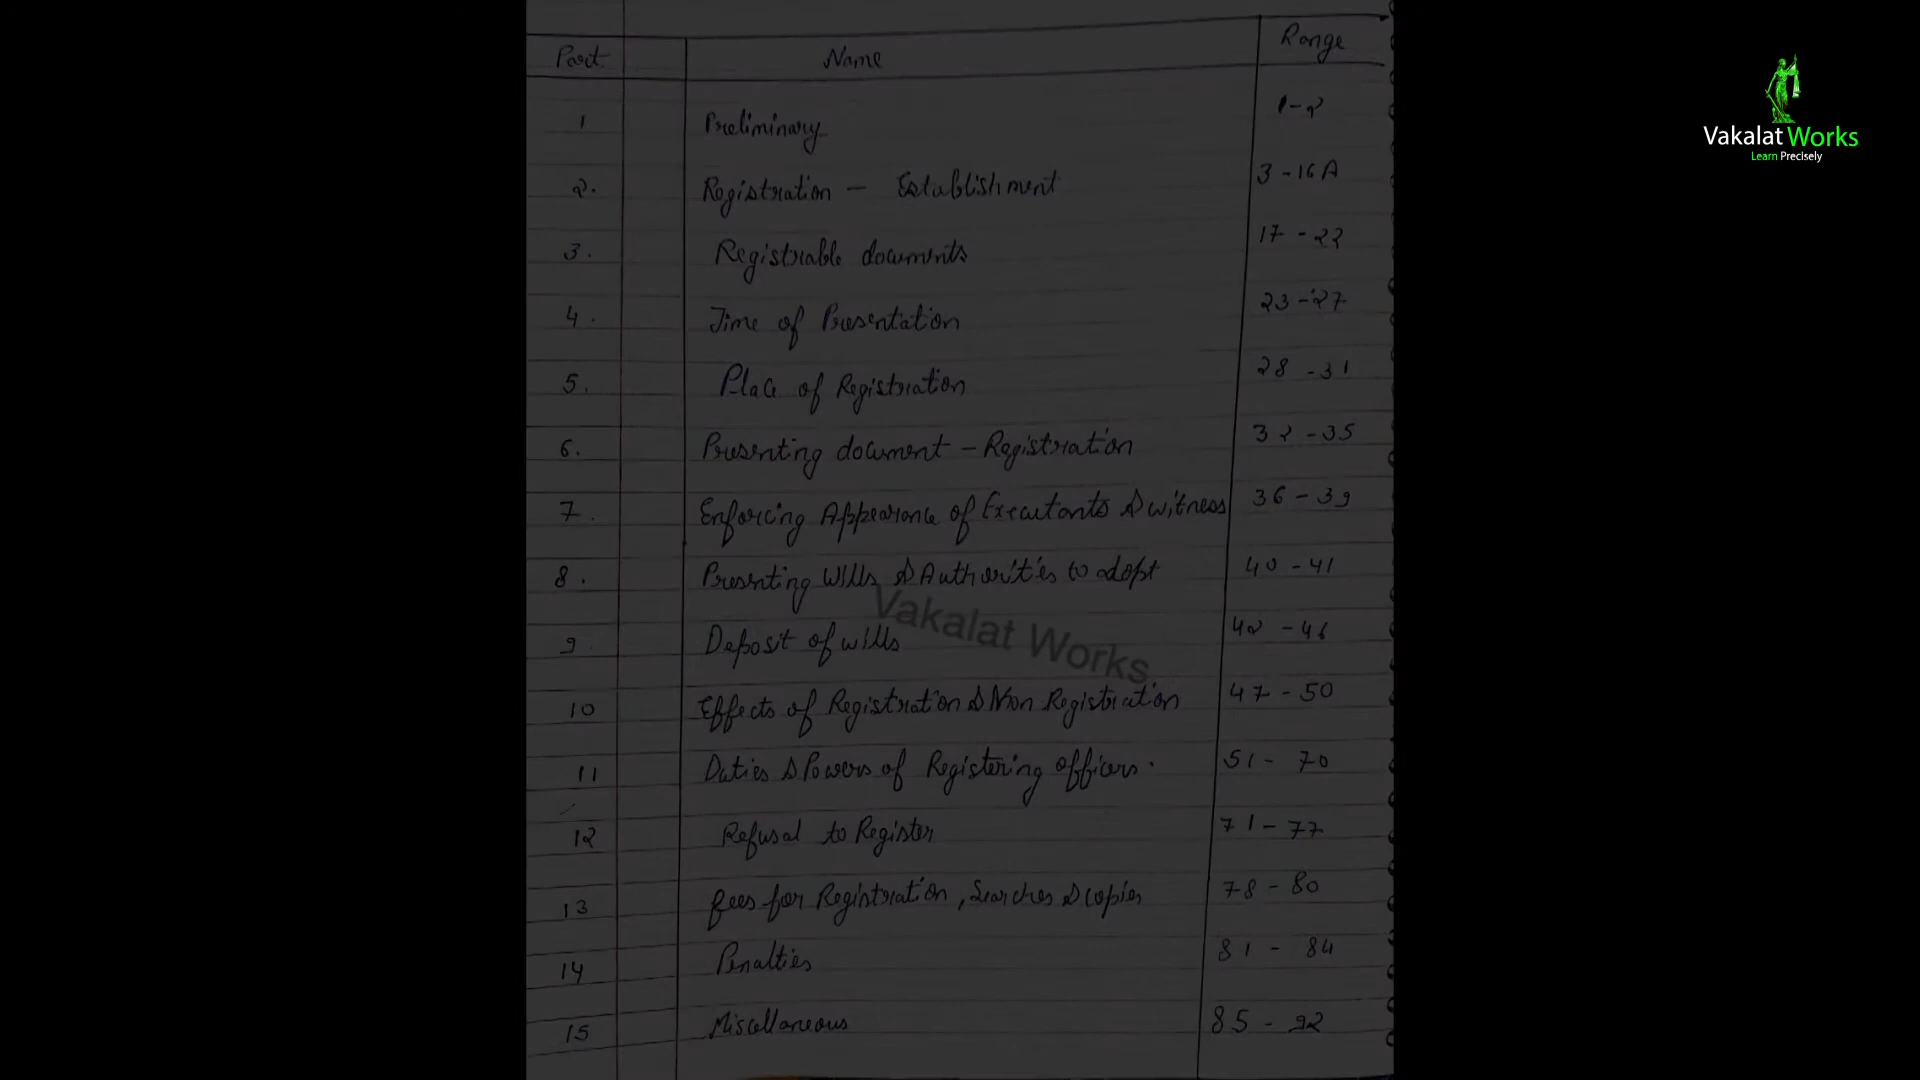 Part Name Range
1 Preliminary 1-2
2. Registration - Establishment 3-16A
3. Registrable documents 17-22
4. Time of Presentation 23-27
5. Place of Registration 28-31
6. Presenting document - Registration 32-35
7. Enforcing Appearance of Executants & witness 36-39
8. Presenting Wills & Authorities to adopt 40-41
9 Deposit of wills 42-46
10 Effects of Registration & Non Registration 47-50
11 Duties & Powers of Registering officers. 51-70
12 Refusal to Register 71-77
13 fees for Registration, Searches & copies 78-80
14 Penalties 81-84
15 Miscellaneous 85-92
Vakalat Works
Vakalat Works
Learn Precisely